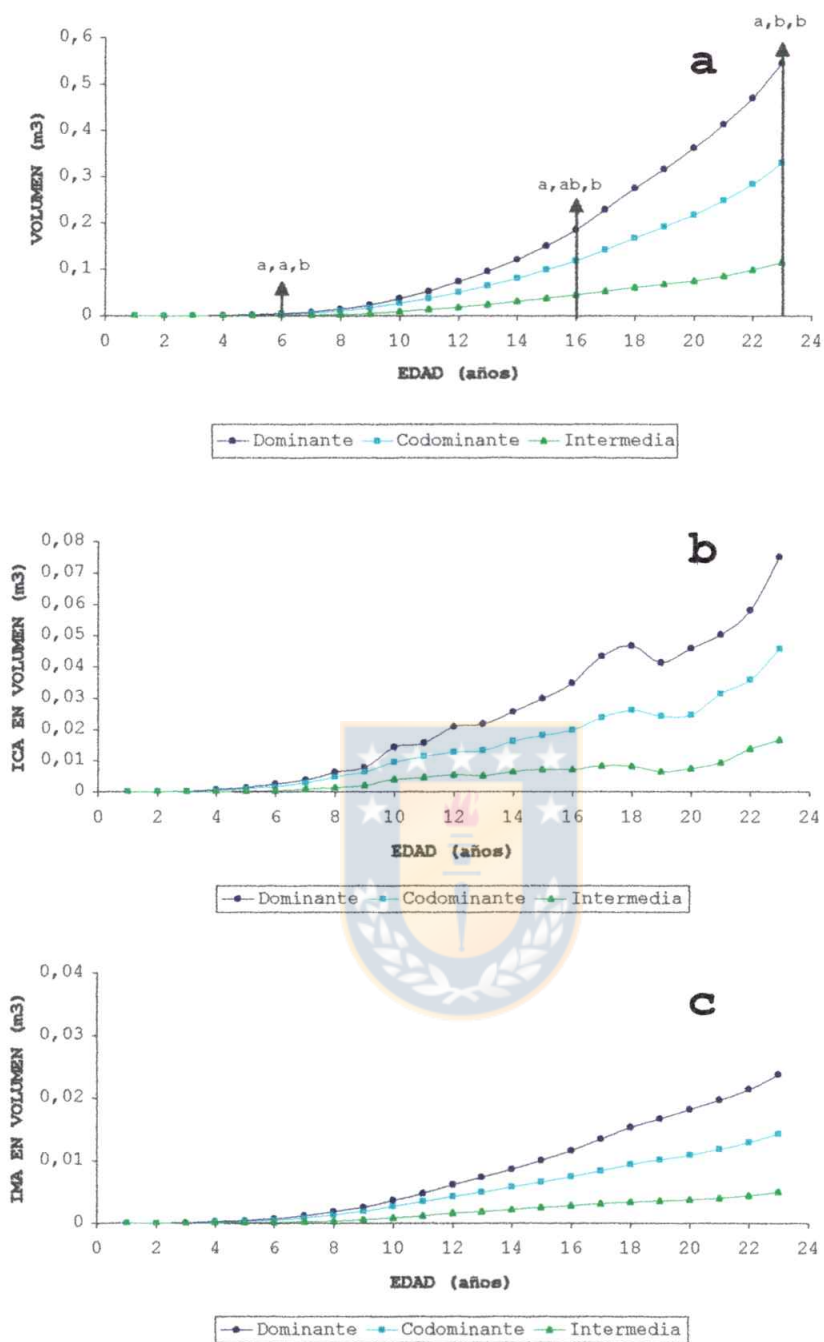 a,b,b
a
0,6
0,5
0,4
0,3
0,2
0,1
0
VOLUMEN (m3)
a,ab,b
a,a,b
0 2 4 6 8 10 12 14 16 18 20 22 24
EDAD (años)
Dominante Codominante Intermedia
b
0,08
0,07
0,06
0,05
0,04
0,03
0,02
0,01
0
ICA EN VOLUMEN (m3)
0 2 4 6 8 10 12 14 16 18 20 22 24
EDAD (años)
Dominante Codominante Intermedia
c
0,04
0,03
0,02
0,01
0
IMA EN VOLUMEN (m3)
0 2 4 6 8 10 12 14 16 18 20 22 24
EDAD (años)
Dominante Codominante Intermedia